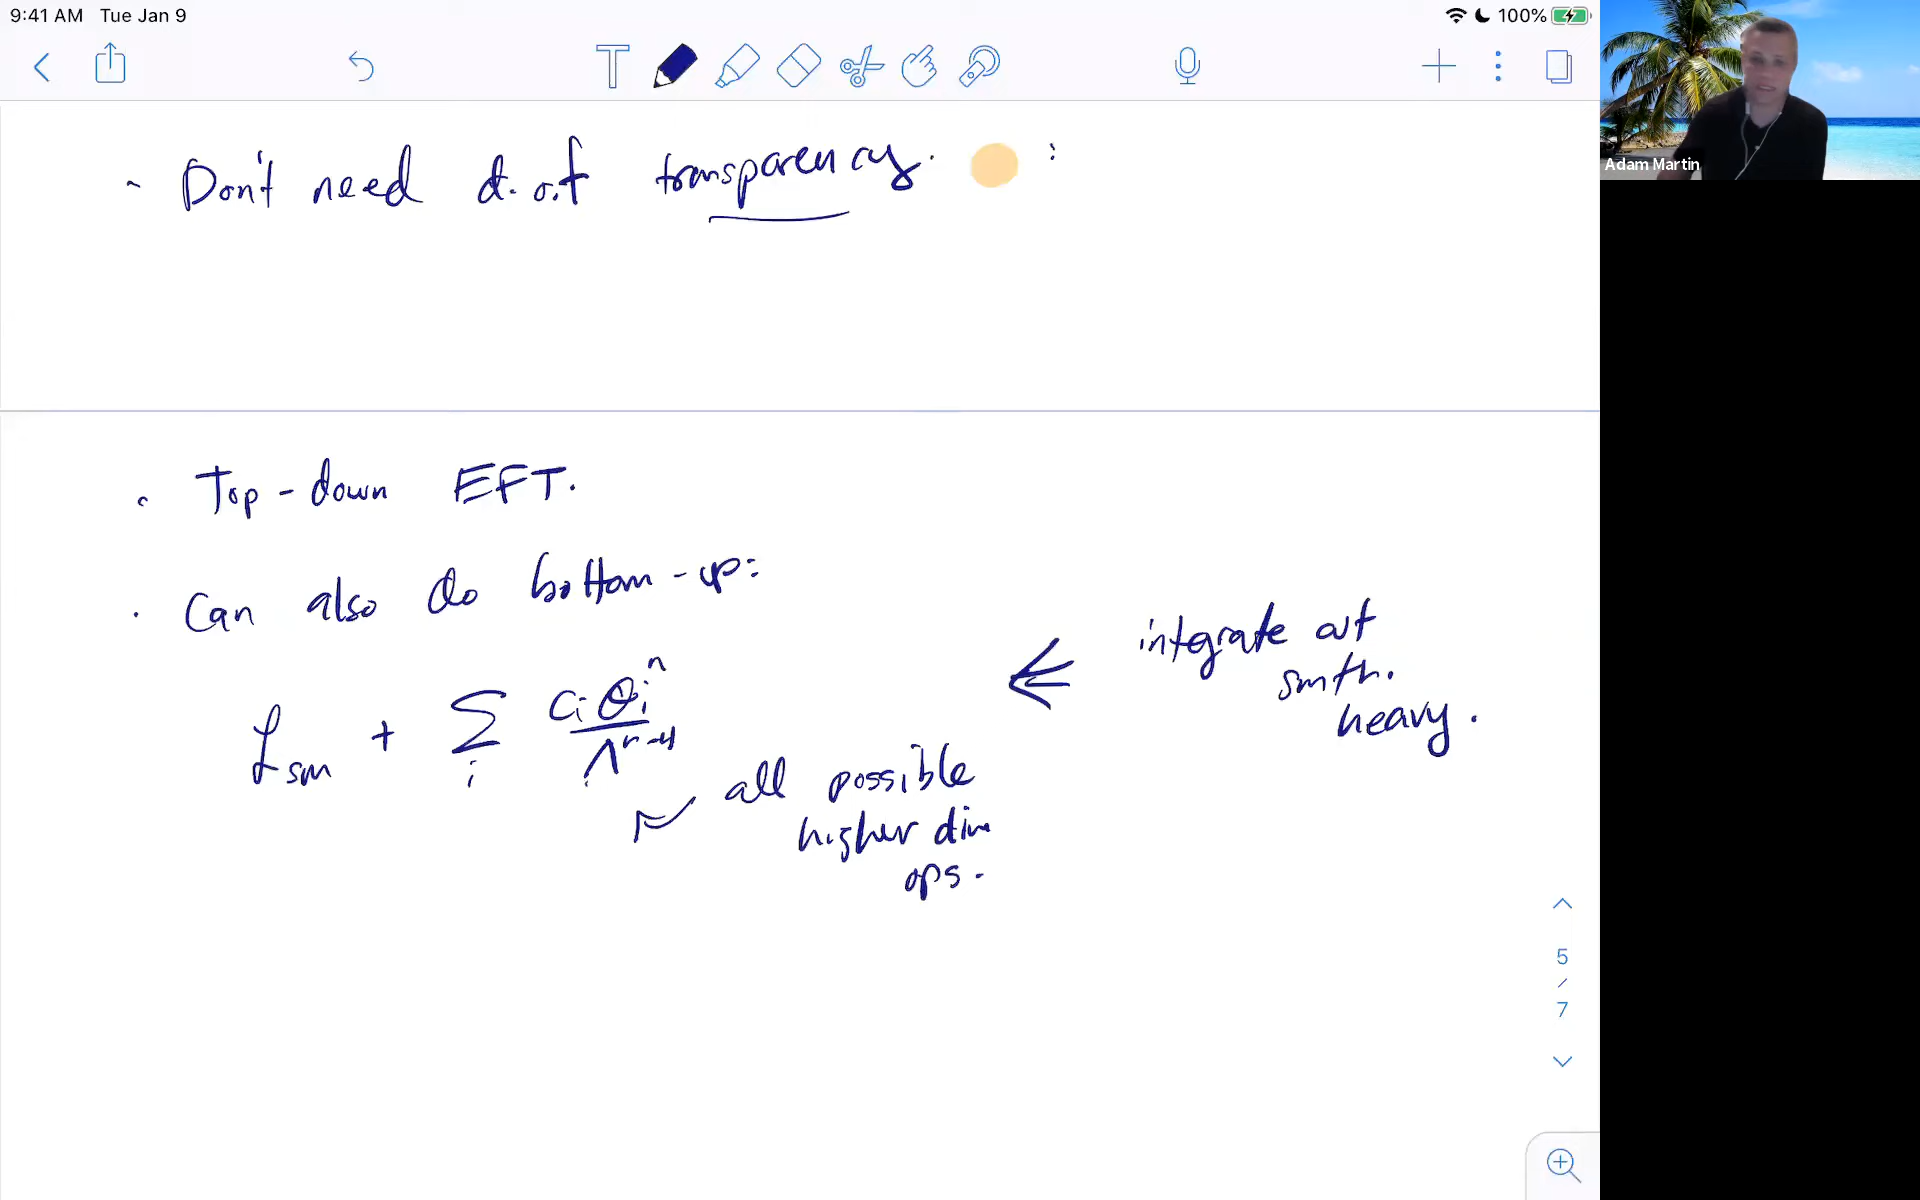 9:41 AM Tue Jan 9
100%
T
Adam Martin
- Don't need d.o.f transparency. :
· Top-down EFT.
· Can also do bottom-up:
integrate out
smth.
heavy.
ℒ_SM + Σ_i c_i O_i^n / Λ^{n-4}
all possible
higher dim
ops.
5
/
7